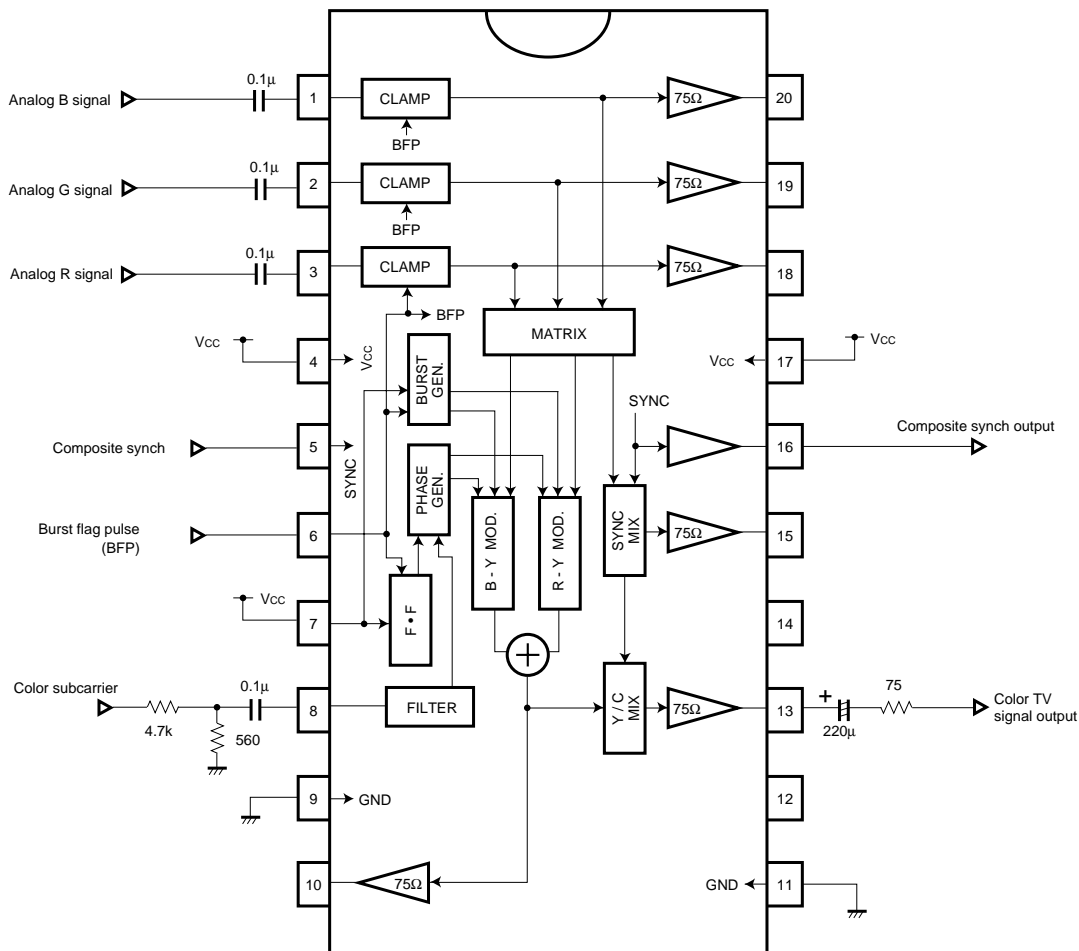 Analog B signal
0.1µ
1
CLAMP
BFP
75Ω
20
Analog G signal
0.1µ
2
CLAMP
BFP
75Ω
19
Analog R signal
0.1µ
3
CLAMP
BFP
75Ω
18
MATRIX
Vcc
4
Vcc
BURST
GEN.
Vcc
17
Vcc
Composite synch
5
SYNC
PHASE
GEN.
SYNC
16
Composite synch output
Burst flag pulse
(BFP)
6
B - Y MOD.
R - Y MOD.
SYNC
MIX
75Ω
15
Vcc
7
F • F
14
Color subcarrier
4.7k
560
0.1µ
8
FILTER
Y / C
MIX
75Ω
13
+
220µ
75
Color TV
signal output
9
GND
12
10
75Ω
GND
11